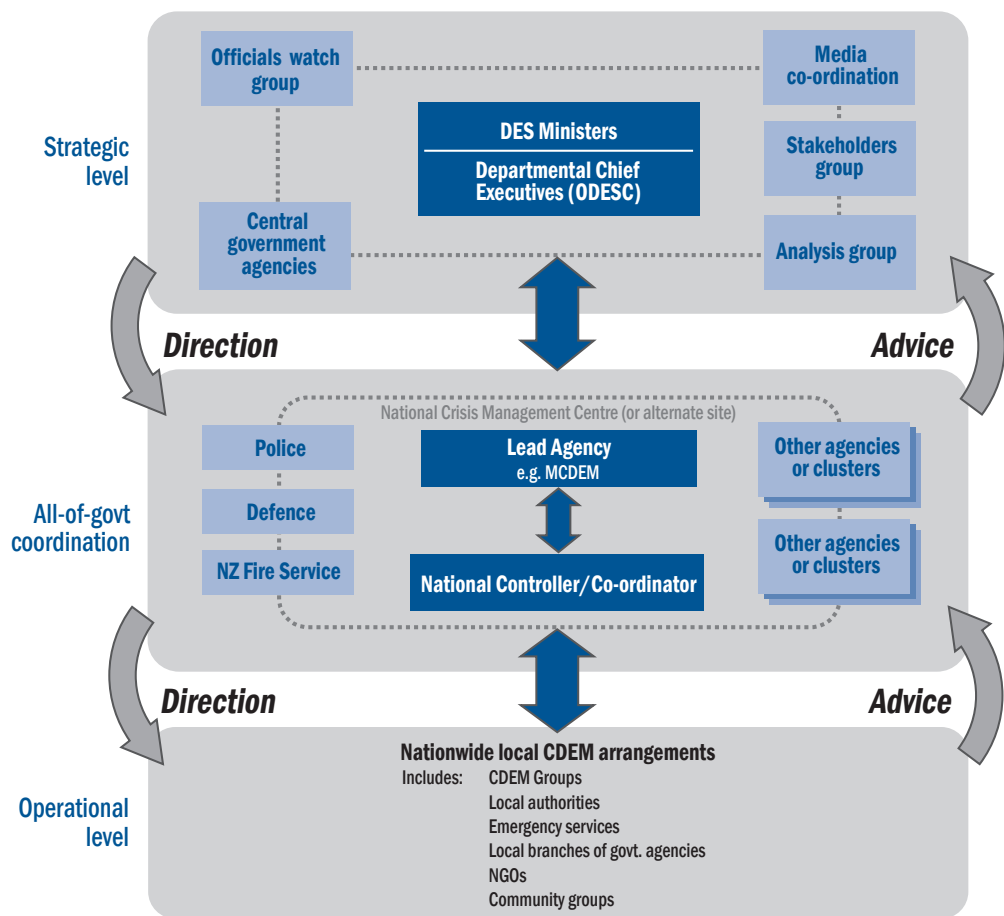 Strategic
level
Officials watch
group
Central
government
agencies
DES Ministers
Departmental Chief
Executives (ODESC)
Media
co-ordination
Stakeholders
group
Analysis group
Direction
Advice
All-of-govt
coordination
National Crisis Management Centre (or alternate site)
Police
Defence
NZ Fire Service
Lead Agency
e.g. MCDEM
National Controller/Co-ordinator
Other agencies
or clusters
Other agencies
or clusters
Direction
Advice
Operational
level
Nationwide local CDEM arrangements
Includes: CDEM Groups
Local authorities
Emergency services
Local branches of govt. agencies
NGOs
Community groups